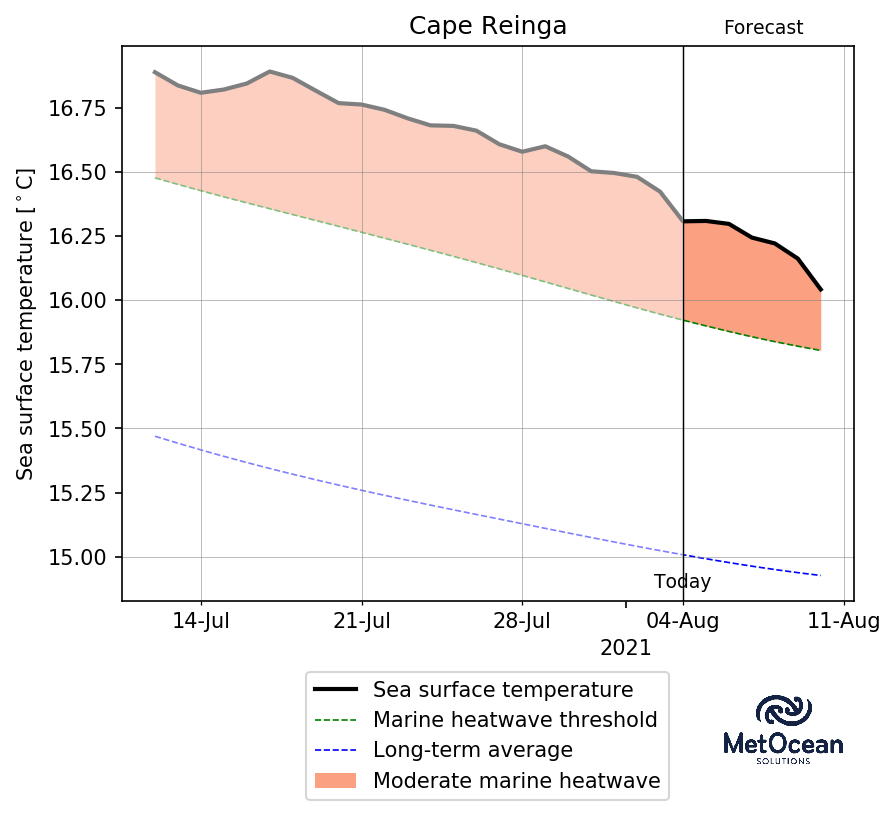 Cape Reinga
Forecast
Sea surface temperature [°C]
16.75
16.50
16.25
16.00
15.75
15.50
15.25
15.00
Today
14-Jul 21-Jul 28-Jul 04-Aug 11-Aug
2021
Sea surface temperature
Marine heatwave threshold
Long-term average
Moderate marine heatwave
MetOcean
SOLUTIONS